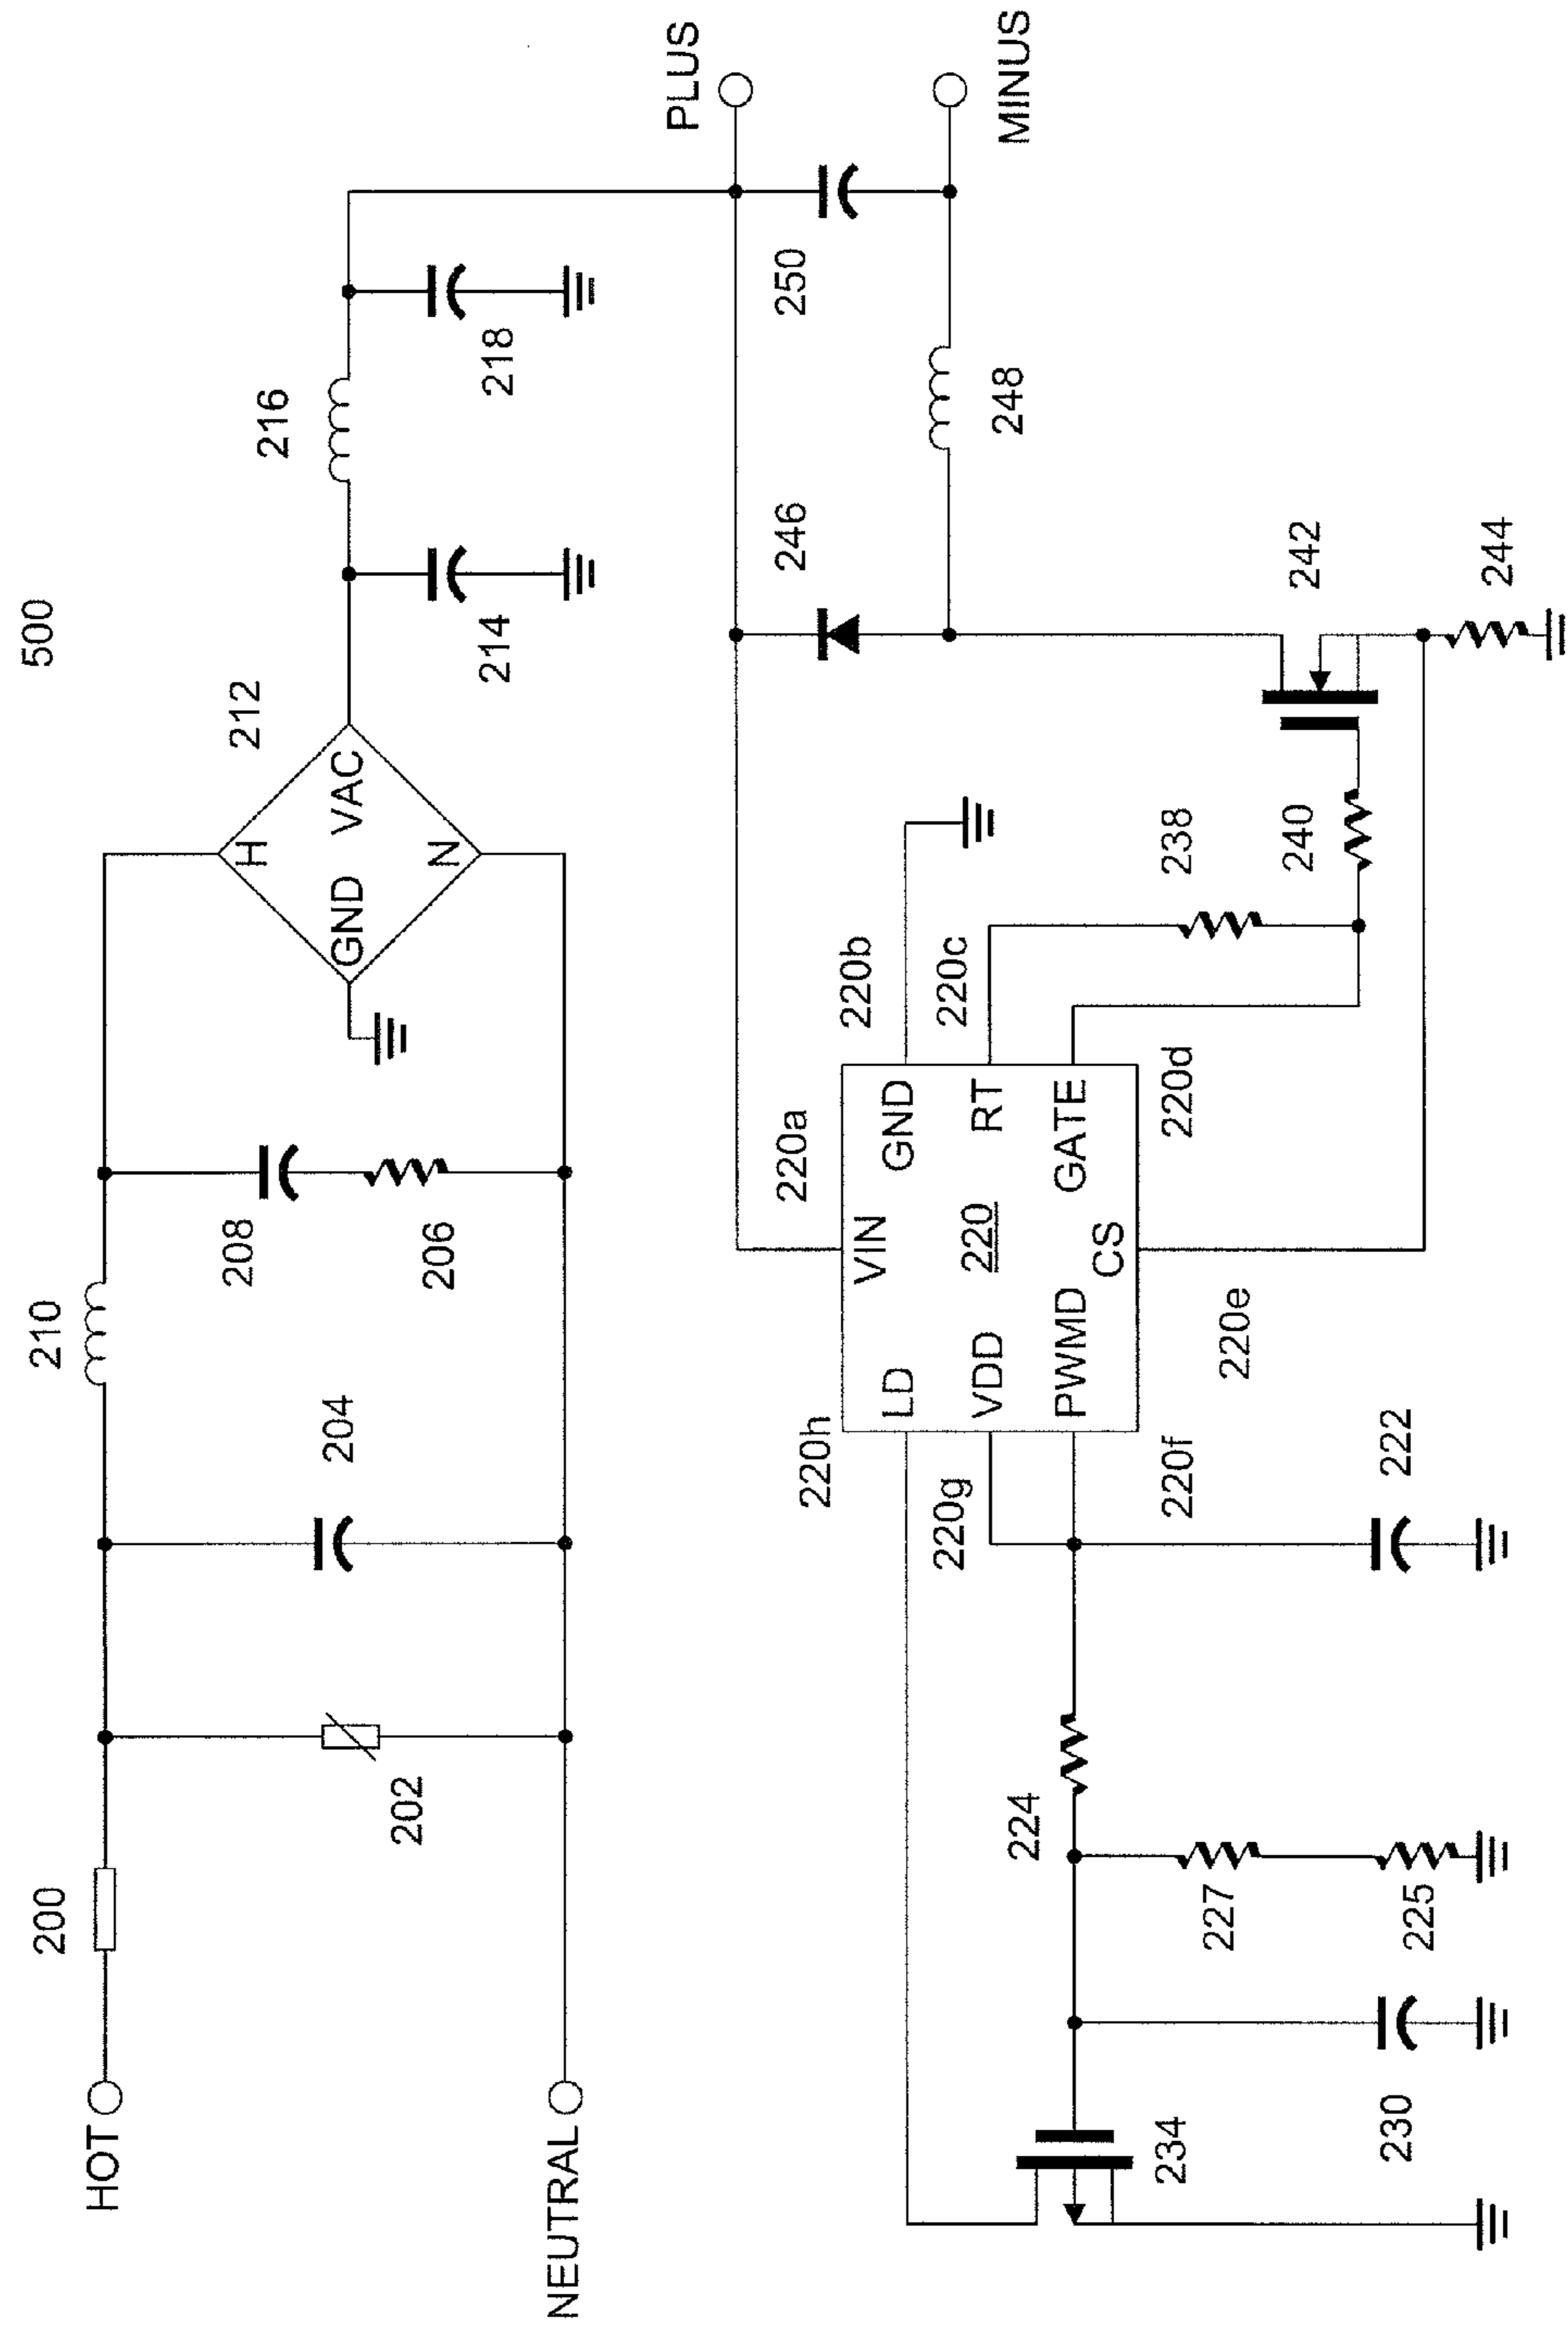 500
HOT
200
202
204
210
208
206
H
GND VAC
N
212
214
216
218
NEUTRAL
PLUS
250
MINUS
248
246
242
244
240
238
220a
220b
220c
220d
220e
220f
220g
220h
VIN
LD
GND
VDD
220
RT
PWMD
GATE
CS
222
224
227
225
230
234